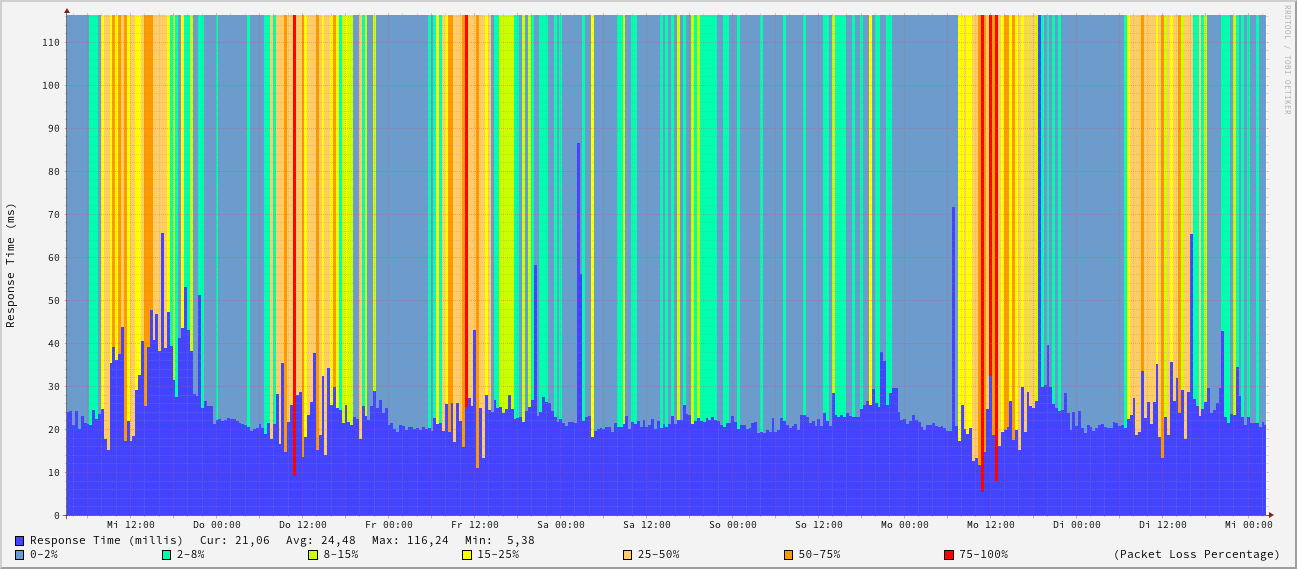 RRDTOOL / TOBI OETIKER
Response Time (ms)
110
100
90
80
70
60
50
40
30
20
10
0
Mi 12:00 Do 00:00 Do 12:00 Fr 00:00 Fr 12:00 Sa 00:00 Sa 12:00 So 00:00 So 12:00 Mo 00:00 Mo 12:00 Di 00:00 Di 12:00 Mi 00:00
Response Time (millis) Cur: 21,06 Avg: 24,48 Max: 116,24 Min: 5,38
0-2% 2-8% 8-15% 15-25% 25-50% 50-75% 75-100% (Packet Loss Percentage)